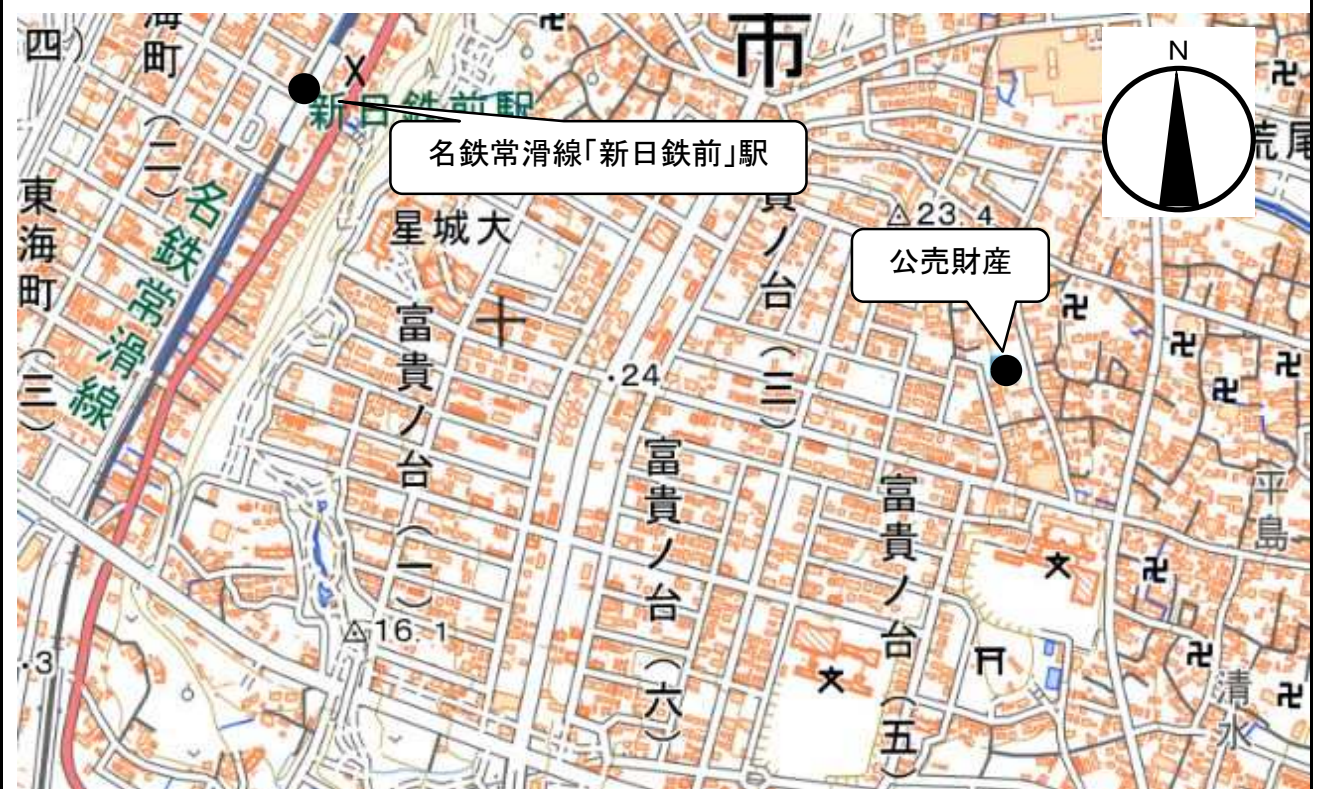 四)
海
町
(二)
市
N
X
新日鉄前駅
名鉄常滑線「新日鉄前」駅
荒尾
東海町(三)
名鉄常滑線
星城大
貴ノ台(三)
23.4
公売財産
富貴ノ台(一)
・24
富貴ノ台(六)
富貴ノ台(五)
平島
16.1
・3
清水